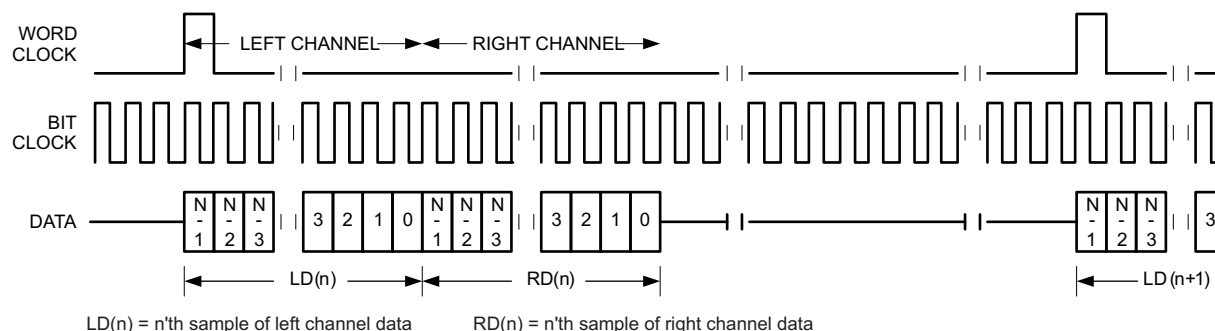 WORD
CLOCK
LEFT CHANNEL
RIGHT CHANNEL
BIT
CLOCK
DATA
N-1 N-2 N-3 3 2 1 0 N-1 N-2 N-3 3 2 1 0 N-1 N-2 N-3 3
LD(n)
RD(n)
LD(n+1)
LD(n) = n'th sample of left channel data
RD(n) = n'th sample of right channel data